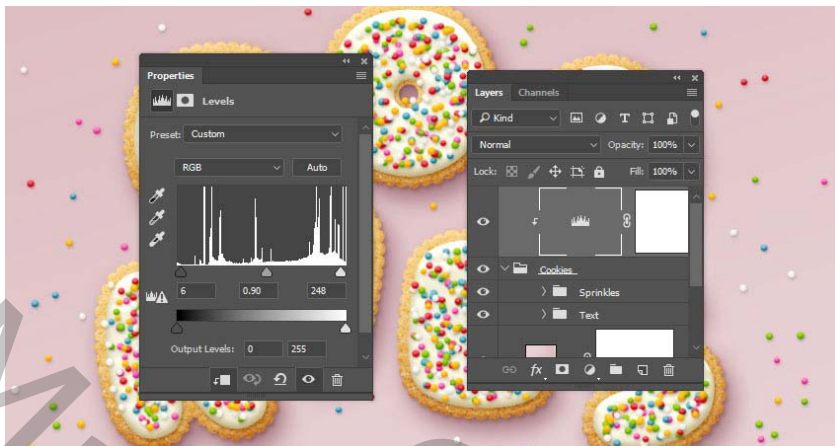 Properties
Levels
Preset: Custom
RGB
Auto
6 0.90 248
Output Levels: 0 255
Layers Channels
Kind
Normal Opacity: 100%
Lock: Fill: 100%
Cookies
Sprinkles
Text
fx